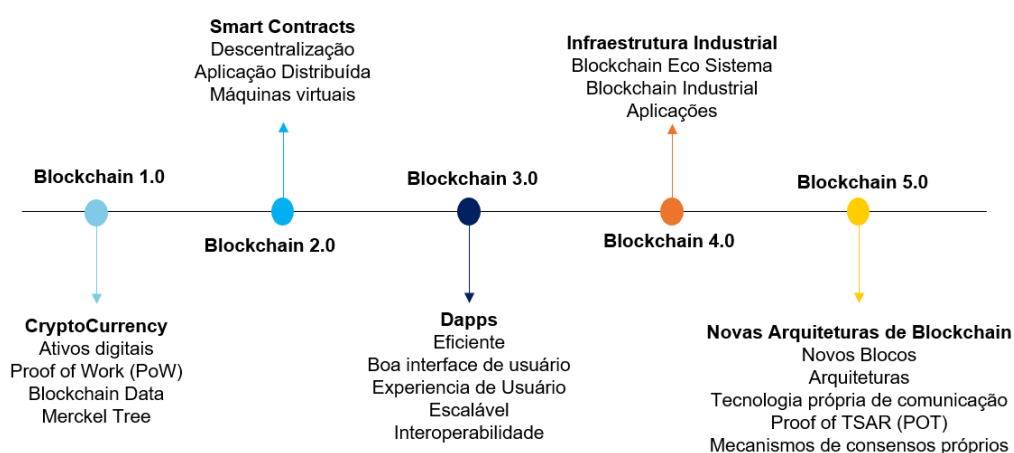 Smart Contracts
Descentralização
Aplicação Distribuída
Máquinas virtuais
Infraestrutura Industrial
Blockchain Eco Sistema
Blockchain Industrial
Aplicações
Blockchain 1.0
Blockchain 2.0
Blockchain 3.0
Blockchain 4.0
Blockchain 5.0
CryptoCurrency
Ativos digitais
Proof of Work (PoW)
Blockchain Data
Merckel Tree
Dapps
Eficiente
Boa interface de usuário
Experiencia de Usuário
Escalável
Interoperabilidade
Novas Arquiteturas de Blockchain
Novos Blocos
Arquiteturas
Tecnologia própria de comunicação
Proof of TSAR (POT)
Mecanismos de consensos próprios